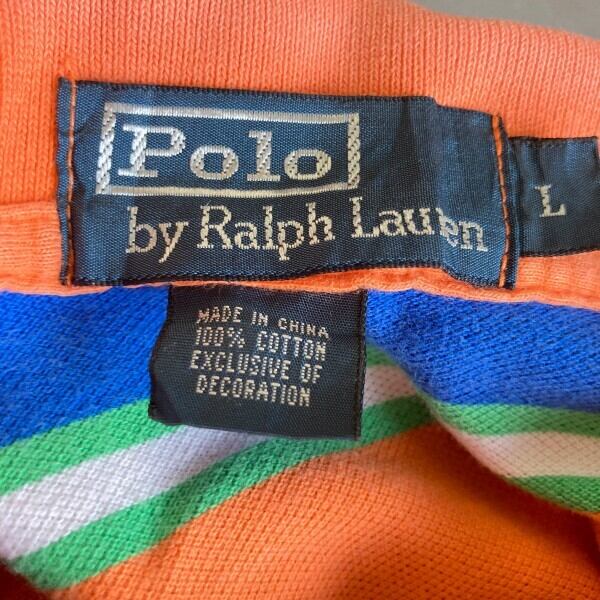 Polo
by Ralph Lauren
L
MADE IN CHINA
100% COTTON
EXCLUSIVE OF
DECORATION